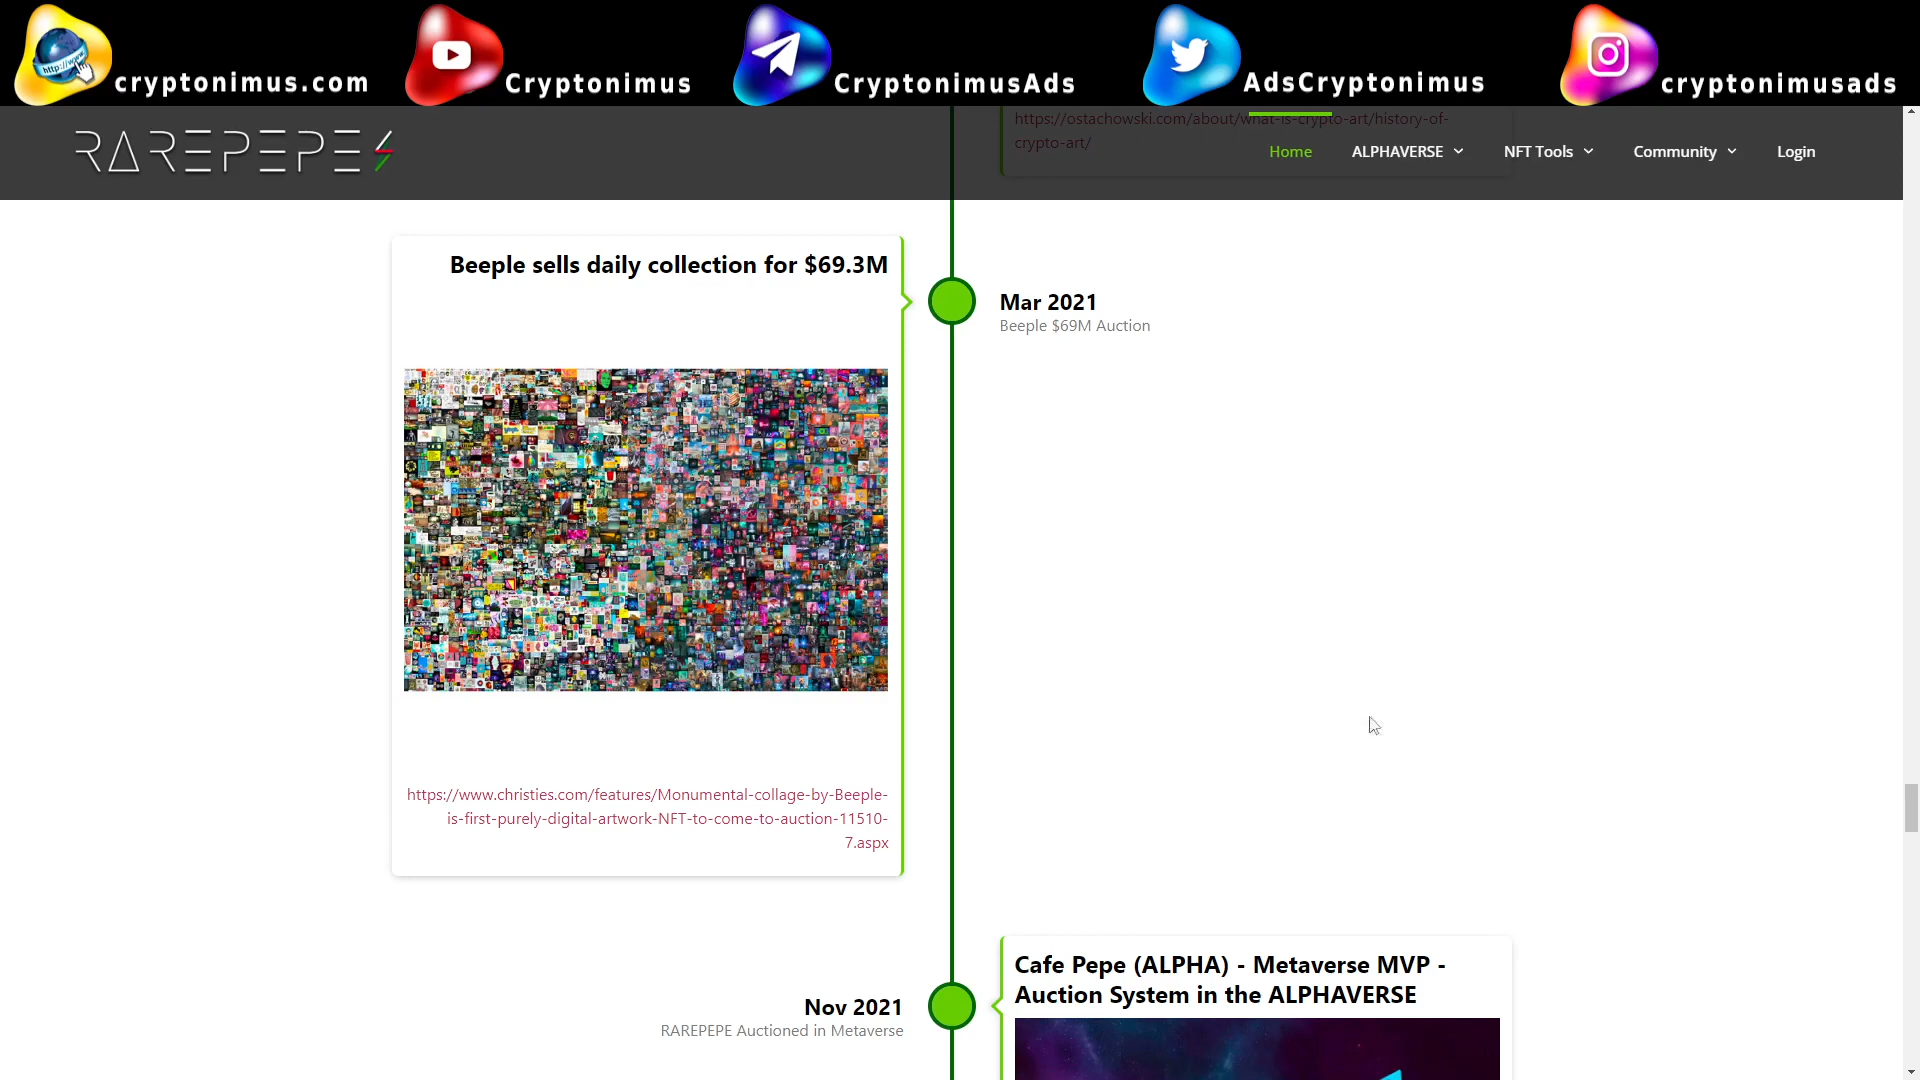 http://www
cryptonimus.com
Cryptonimus
CryptonimusAds
AdsCryptonimus
cryptonimusads
RAREPEPES
Home
ALPHAVERSE
NFT Tools
Community
Login
https://ostachowski.com/about/what-is-crypto-art/history-of-
crypto-art/
Beeple sells daily collection for $69.3M
Mar 2021
Beeple $69M Auction
https://www.christies.com/features/Monumental-collage-by-Beeple-
is-first-purely-digital-artwork-NFT-to-come-to-auction-11510-
7.aspx
Nov 2021
RAREPEPE Auctioned in Metaverse
Cafe Pepe (ALPHA) - Metaverse MVP -
Auction System in the ALPHAVERSE